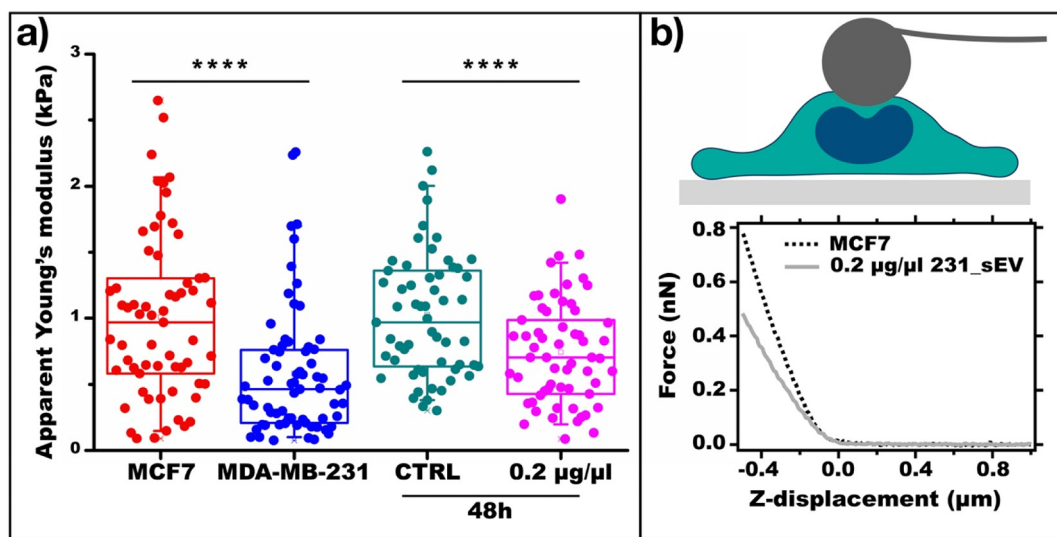 a)
Apparent Young's modulus (kPa)
3
2
1
0
****
****
MCF7
MDA-MB-231
CTRL
0.2 µg/µl
48h
b)
Force (nN)
0.8
0.6
0.4
0.2
0.0
MCF7
0.2 µg/µl 231_sEV
-0.4
0.0
0.4
0.8
Z-displacement (µm)